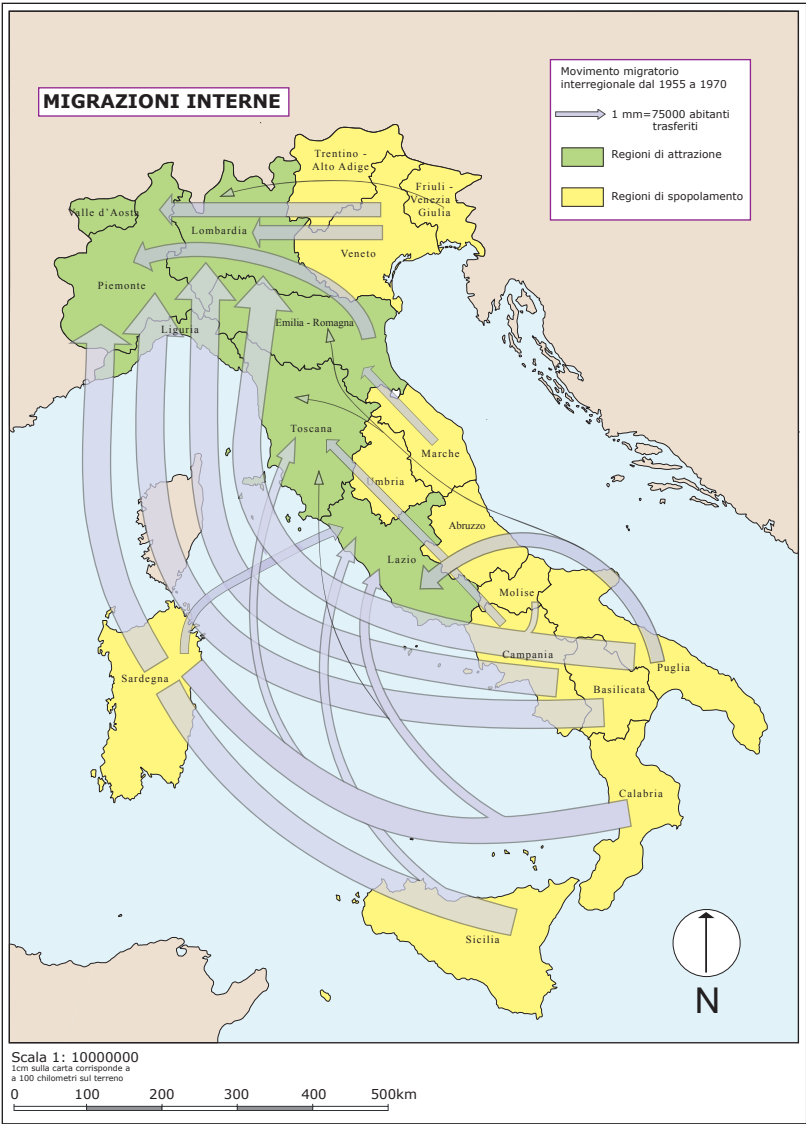 MIGRAZIONI INTERNE
Movimento migratorio
interregionale dal 1955 a 1970
1 mm=75000 abitanti
trasferiti
Regioni di attrazione
Regioni di spopolamento
Trentino -
Alto Adige
Friuli -
Venezia
Giulia
Valle d'Aosta
Lombardia
Veneto
Piemonte
Emilia - Romagna
Liguria
Toscana
Marche
Umbria
Abruzzo
Lazio
Molise
Campania
Puglia
Sardegna
Basilicata
Calabria
Sicilia
N
Scala 1: 10000000
1cm sulla carta corrisponde a
a 100 chilometri sul terreno
0 100 200 300 400 500km